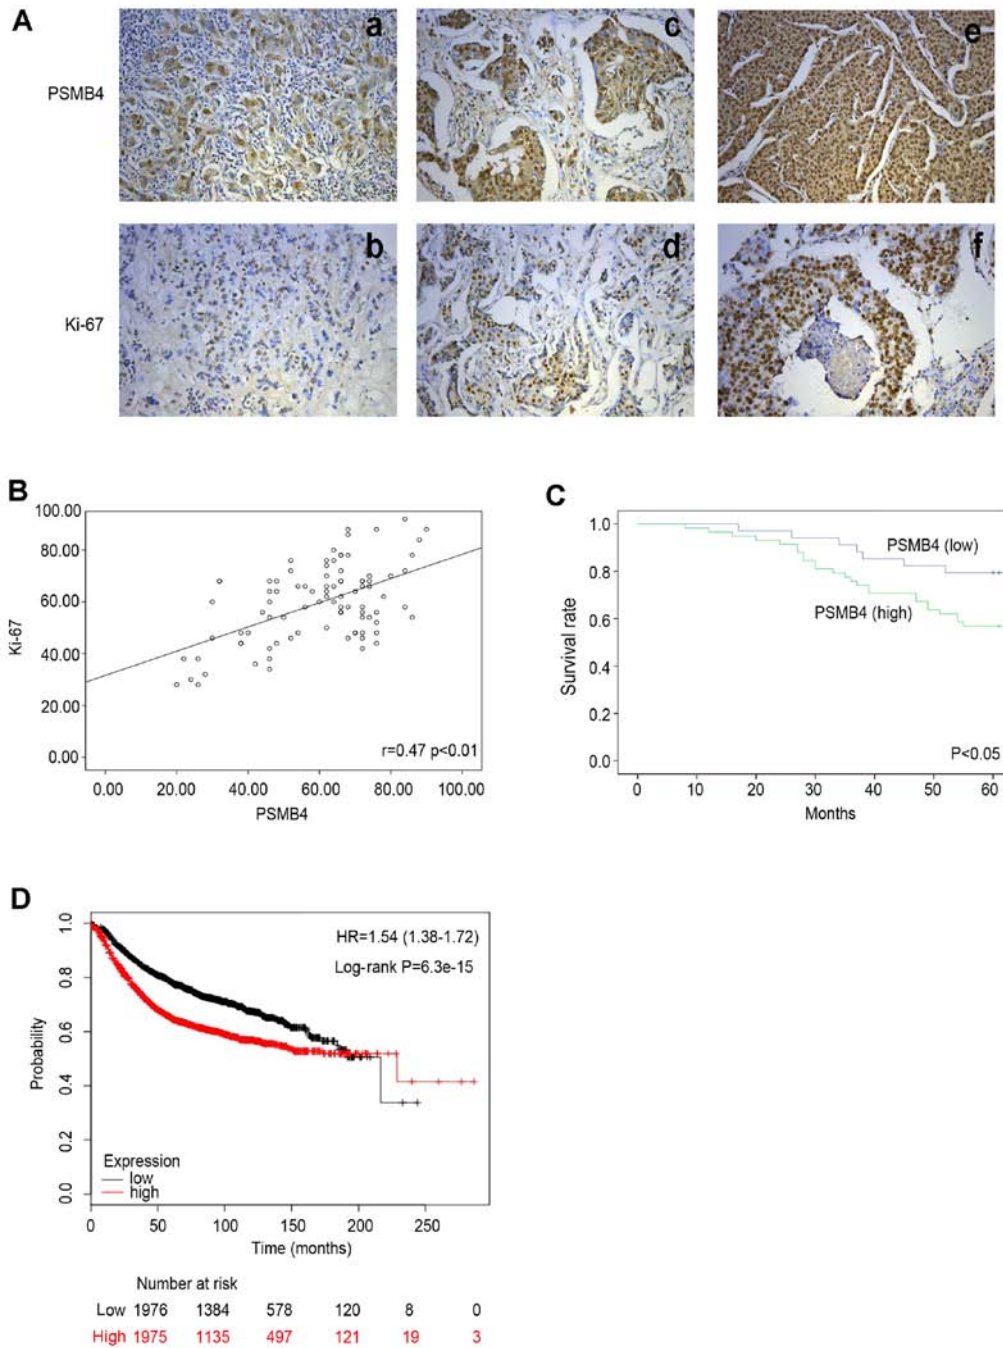 A
a
c
e
PSMB4
b
d
f
Ki-67
B
100.00
80.00
60.00
40.00
20.00
0.00
Ki-67
r=0.47 p<0.01
0.00 20.00 40.00 60.00 80.00 100.00
PSMB4
C
1.0
0.8
0.6
0.4
0.2
0.0
Survival rate
PSMB4 (low)
PSMB4 (high)
P<0.05
0 10 20 30 40 50 60
Months
D
1.0
0.8
0.6
0.4
0.2
0.0
Probability
HR=1.54 (1.38-1.72)
Log-rank P=6.3e-15
Expression
low
high
0 50 100 150 200 250
Time (months)
Number at risk
Low 1976 1384 578 120 8 0
High 1975 1135 497 121 19 3